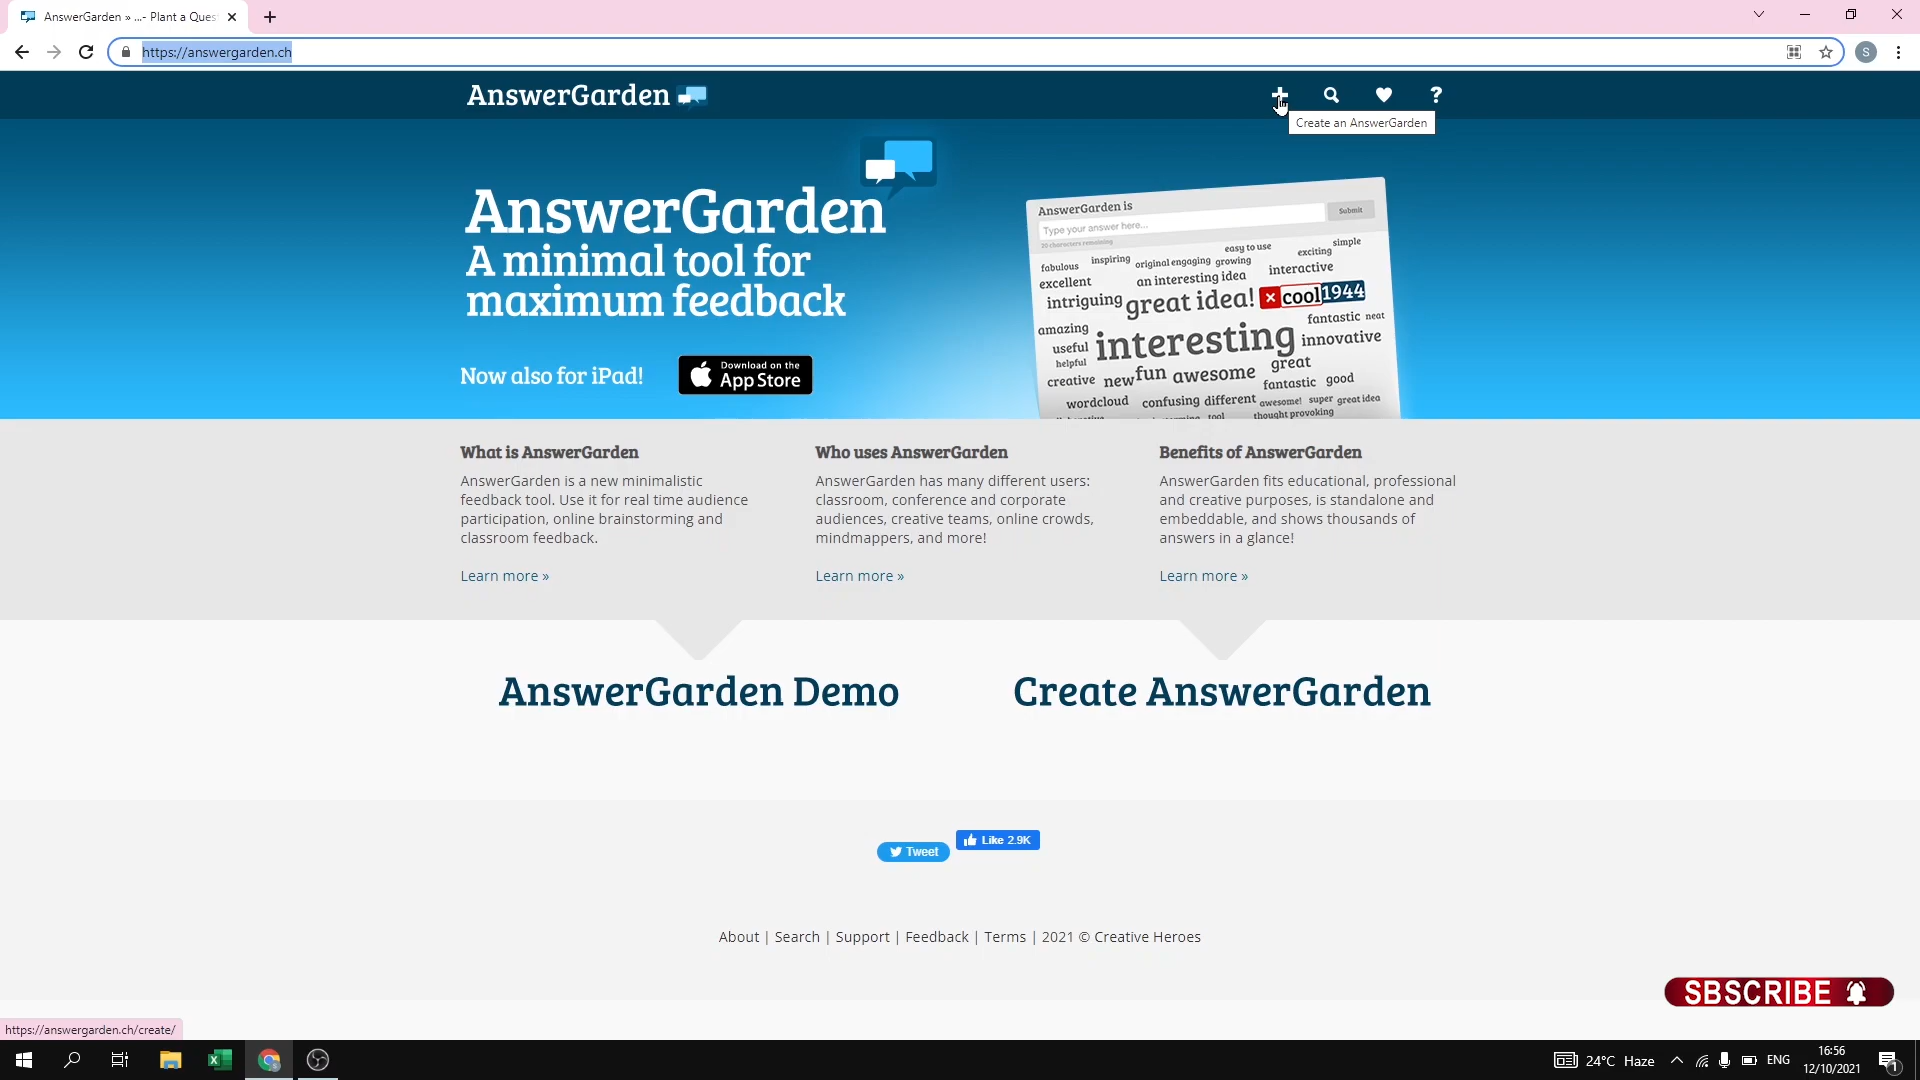 AnswerGarden » ...- Plant a Ques
https://answergarden.ch
S
AnswerGarden
Create an AnswerGarden
AnswerGarden
A minimal tool for
maximum feedback
Now also for iPad!
Download on the
App Store
AnswerGarden is
Type your answer here...
Submit
20 characters remaining
easy to use
simple
fabulous
inspiring
original
engaging
growing
exciting
excellent
an interesting idea
interactive
intriguing
great idea!
cool
1944
amazing
fantastic
neat
useful
interesting
innovative
helpful
great
creative
new
fun
awesome
fantastic
good
wordcloud
confusing
different
awesome!
super
great idea
tool
thought provoking
What is AnswerGarden
AnswerGarden is a new minimalistic
feedback tool. Use it for real time audience
participation, online brainstorming and
classroom feedback.
Learn more »
Who uses AnswerGarden
AnswerGarden has many different users:
classroom, conference and corporate
audiences, creative teams, online crowds,
mindmappers, and more!
Learn more »
Benefits of AnswerGarden
AnswerGarden fits educational, professional
and creative purposes, is standalone and
embeddable, and shows thousands of
answers in a glance!
Learn more »
AnswerGarden Demo
Create AnswerGarden
Tweet
Like 2.9K
About | Search | Support | Feedback | Terms | 2021 © Creative Heroes
SBSCRIBE
https://answergarden.ch/create/
24°C Haze
ENG
16:56
12/10/2021
1